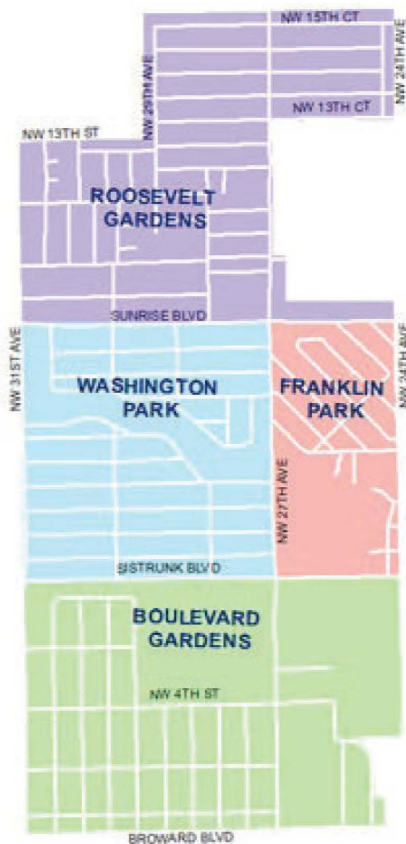 NW 15TH CT
NW 24TH AVE
NW 29TH AVE
NW 13TH CT
NW 13TH ST
ROOSEVELT
GARDENS
SUNRISE BLVD
NW 31ST AVE
WASHINGTON
PARK
FRANKLIN
PARK
NW 24TH AVE
NW 27TH AVE
SISTRUNK BLVD
BOULEVARD
GARDENS
NW 4TH ST
BROWARD BLVD